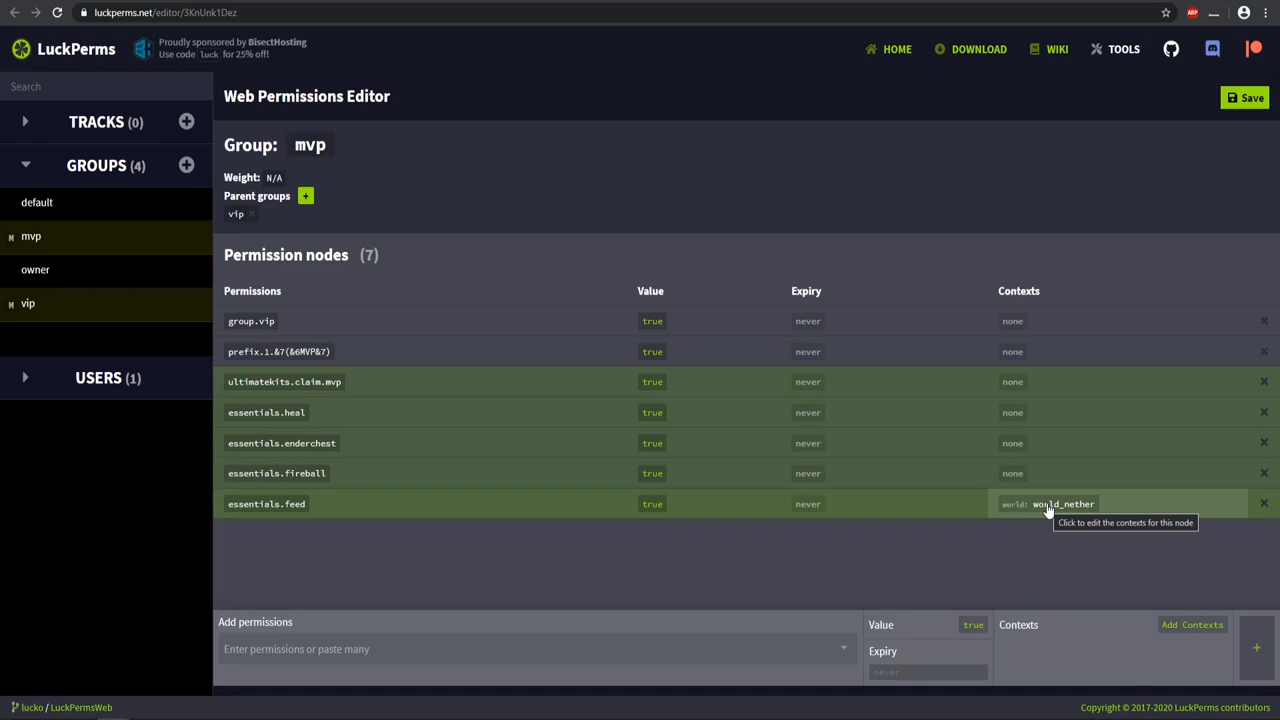 luckperms.net/editor/3KnUnk1Dez
ABP
LuckPerms
Proudly sponsored by BisectHosting
Use code luck for 25% off!
HOME
DOWNLOAD
WIKI
TOOLS
Search
Web Permissions Editor
Save
TRACKS (0)
GROUPS (4)
default
M mvp
owner
M vip
USERS (1)
Group: mvp
Weight: N/A
Parent groups +
vip ×
Permission nodes (7)
Permissions Value Expiry Contexts
group.vip true never none ×
prefix.1.&7(&6MVP&7) true never none ×
ultimatekits.claim.mvp true never none ×
essentials.heal true never none ×
essentials.enderchest true never none ×
essentials.fireball true never none ×
essentials.feed true never world: world_nether ×
Click to edit the contexts for this node
Add permissions
Enter permissions or paste many
Value true
Expiry
never
Contexts
Add Contexts
+
lucko / LuckPermsWeb
Copyright © 2017-2020 LuckPerms contributors